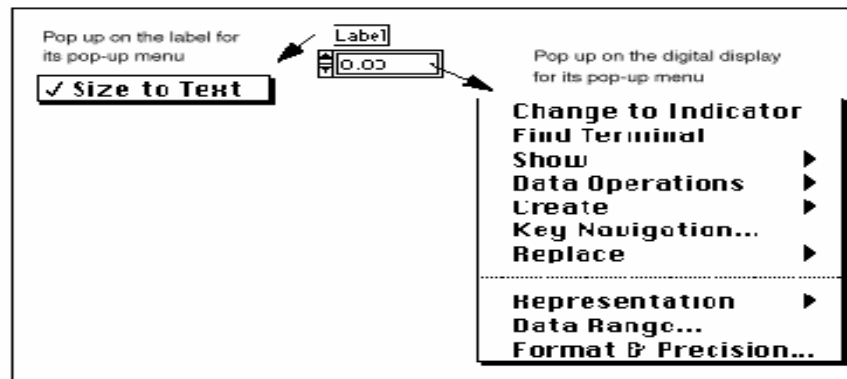 Pop up on the label for
its pop-up menu
✓ Size to Text
Label
0.00
Pop up on the digital display
for its pop-up menu
Change to Indicator
Find Terminal
Show
Data Operations
Create
Key Navigation...
Replace
Representation
Data Range...
Format & Precision...